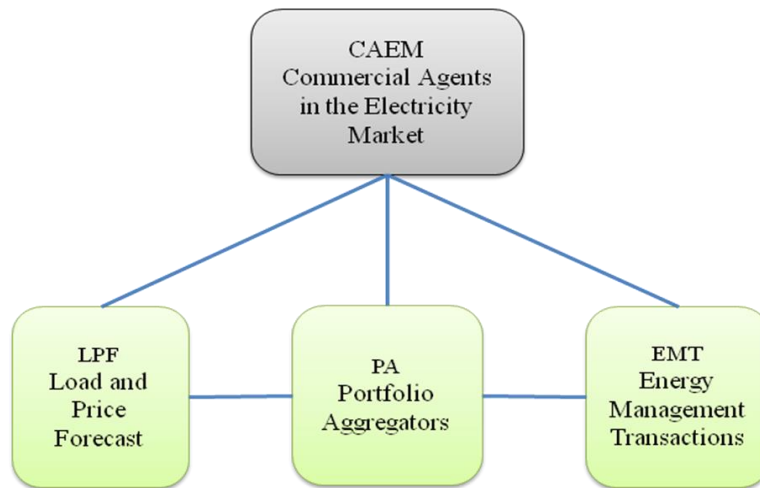 CAEM
Commercial Agents
in the Electricity
Market
LPF
Load and
Price
Forecast
PA
Portfolio
Aggregators
EMT
Energy
Management
Transactions